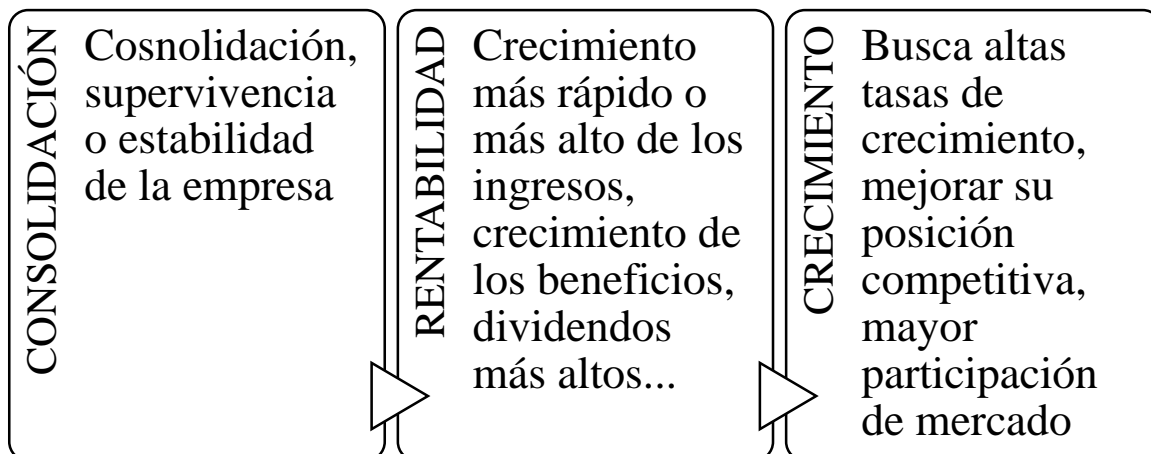 CONSOLIDACIÓN
Cosnolidación,
supervivencia
o estabilidad
de la empresa
RENTABILIDAD
Crecimiento
más rápido o
más alto de los
ingresos,
crecimiento de
los beneficios,
dividendos
más altos...
CRECIMIENTO
Busca altas
tasas de
crecimiento,
mejorar su
posición
competitiva,
mayor
participación
de mercado